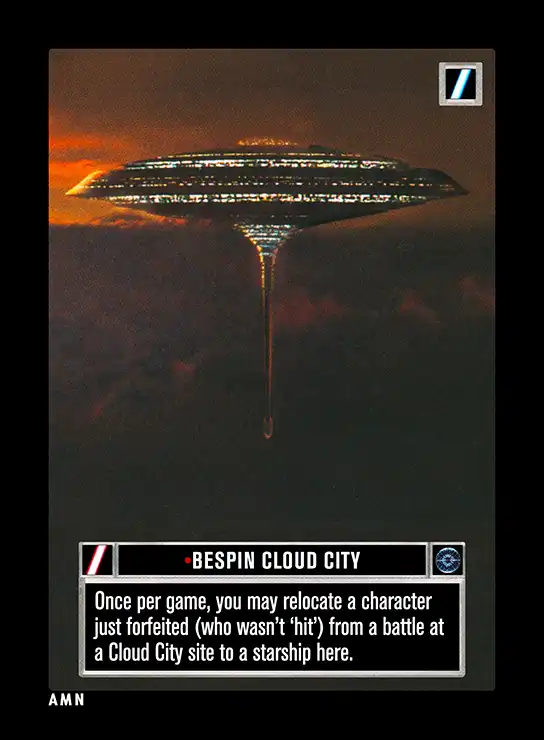 •BESPIN CLOUD CITY
Once per game, you may relocate a character
just forfeited (who wasn't 'hit') from a battle at
a Cloud City site to a starship here.
AMN